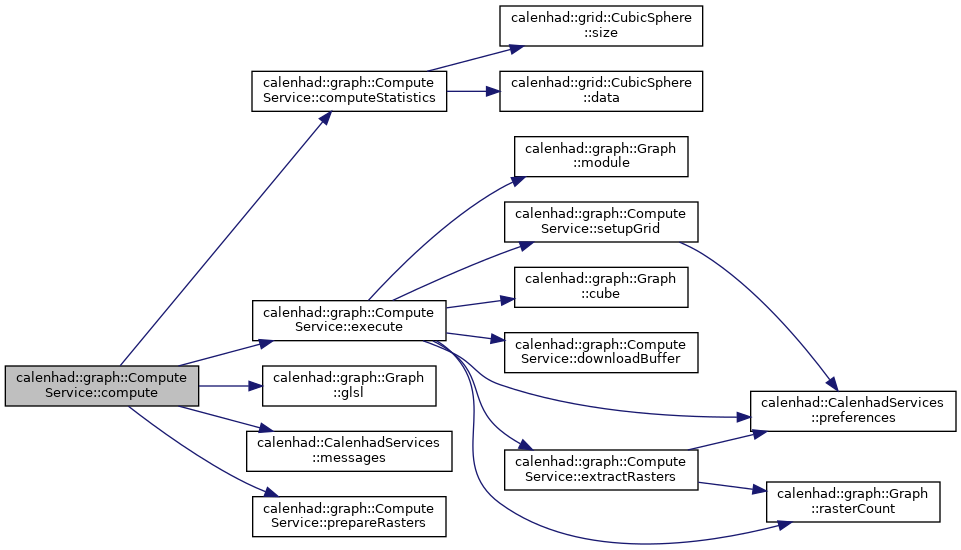 calenhad::grid::CubicSphere
::size
calenhad::graph::Compute
Service::computeStatistics
calenhad::grid::CubicSphere
::data
calenhad::graph::Graph
::module
calenhad::graph::Compute
Service::setupGrid
calenhad::graph::Graph
::cube
calenhad::graph::Compute
Service::execute
calenhad::graph::Compute
Service::downloadBuffer
calenhad::graph::Compute
Service::compute
calenhad::graph::Graph
::glsl
calenhad::CalenhadServices
::preferences
calenhad::CalenhadServices
::messages
calenhad::graph::Compute
Service::extractRasters
calenhad::graph::Graph
::rasterCount
calenhad::graph::Compute
Service::prepareRasters